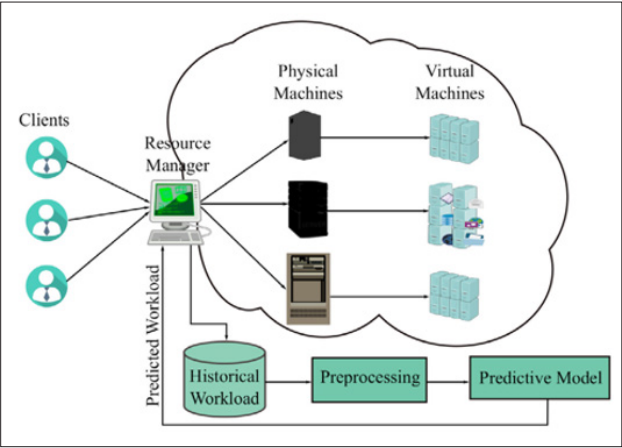 Physical
Machines
Virtual
Machines
Clients
Resource
Manager
Predicted Workload
Historical
Workload
Preprocessing
Predictive Model